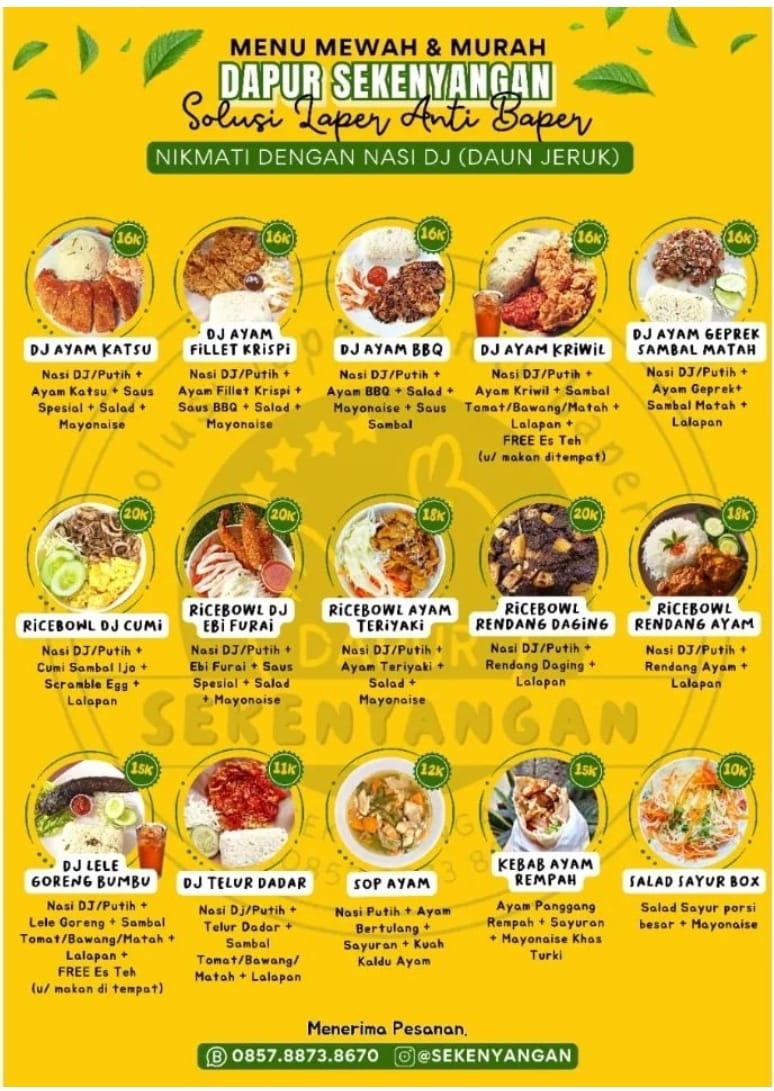 MENU MEWAH & MURAH
DAPUR SEKENYANGAN
Solusi Laper Anti Baper
NIKMATI DENGAN NASI DJ (DAUN JERUK)
16K
DJ AYAM KATSU
Nasi DJ/Putih +
Ayam Katsu + Saus
Spesial + Salad +
Mayonaise
16K
DJ AYAM
FILLET KRISPI
Nasi DJ/Putih +
Ayam Fillet Krispi +
Saus BBQ + Salad +
Mayonaise
16K
DJ AYAM BBQ
Nasi DJ/Putih +
Ayam BBQ + Salad +
Mayonaise + Saus
Sambal
16K
DJ AYAM KRIWIL
Nasi DJ/Putih +
Ayam Kriwil + Sambal
Tomat/Bawang/Matah +
Lalapan +
FREE Es Teh
(u/ makan ditempat)
16K
DJ AYAM GEPREK
SAMBAL MATAH
Nasi DJ/Putih +
Ayam Geprek+
Sambal Matah +
Lalapan
20K
RICEBOWL DJ CUMI
Nasi DJ/Putih +
Cumi Sambal Ijo +
Scramble Egg +
Lalapan
20K
RICEBOWL DJ
EBI FURAI
Nasi DJ/Putih +
Ebi Furai + Saus
Spesial + Salad
+ Mayonaise
18K
RICEBOWL AYAM
TERIYAKI
Nasi DJ/Putih +
Ayam Teriyaki +
Salad +
Mayonaise
20K
RICEBOWL
RENDANG DAGING
Nasi DJ/Putih +
Rendang Daging +
Lalapan
18K
RICEBOWL
RENDANG AYAM
Nasi DJ/Putih +
Rendang Ayam +
Lalapan
DAPUR
SEKENYANGAN
15K
DJ LELE
GORENG BUMBU
Nasi DJ/Putih +
Lele Goreng + Sambal
Tomat/Bawang/Matah +
Lalapan +
FREE Es Teh
(u/ makan di tempat)
11K
DJ TELUR DADAR
Nasi Dj/Putih +
Telur Dadar +
Sambal
Tomat/Bawang/
Matah + Lalapan
12K
SOP AYAM
Nasi Putih + Ayam
Bertulang +
Sayuran + Kuah
Kaldu Ayam
15K
KEBAB AYAM
REMPAH
Ayam Panggang
Rempah + Sayuran
+ Mayonaise Khas
Turki
10K
SALAD SAYUR BOX
Salad Sayur porsi
besar + Mayonaise
Menerima Pesanan.
0857.8873.8670 @SEKENYANGAN